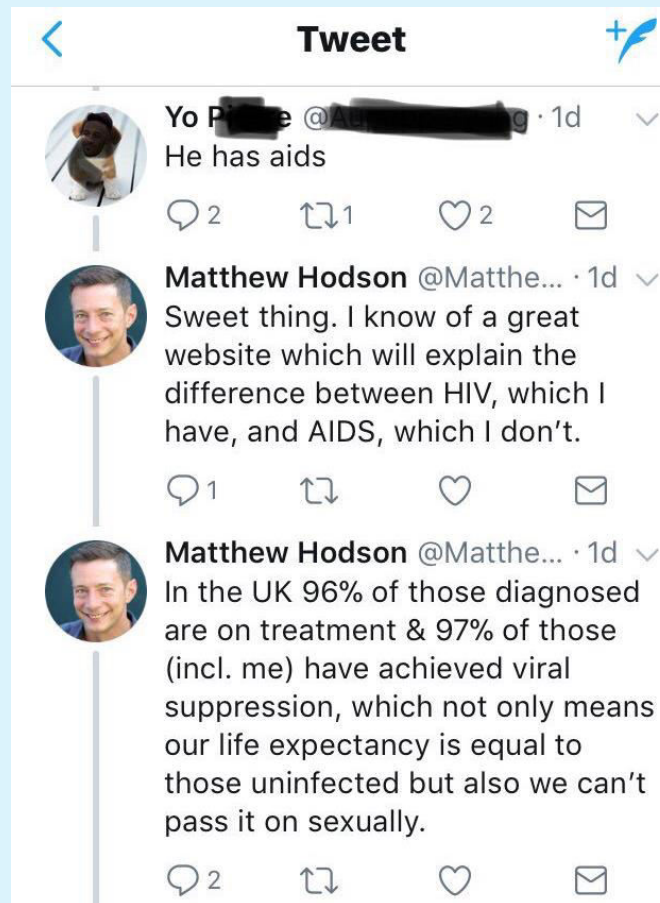 Tweet
Yo P e @A g · 1d
He has aids
2 1 2
Matthew Hodson @Matthe... · 1d
Sweet thing. I know of a great
website which will explain the
difference between HIV, which I
have, and AIDS, which I don’t.
1
Matthew Hodson @Matthe... · 1d
In the UK 96% of those diagnosed
are on treatment & 97% of those
(incl. me) have achieved viral
suppression, which not only means
our life expectancy is equal to
those uninfected but also we can’t
pass it on sexually.
2